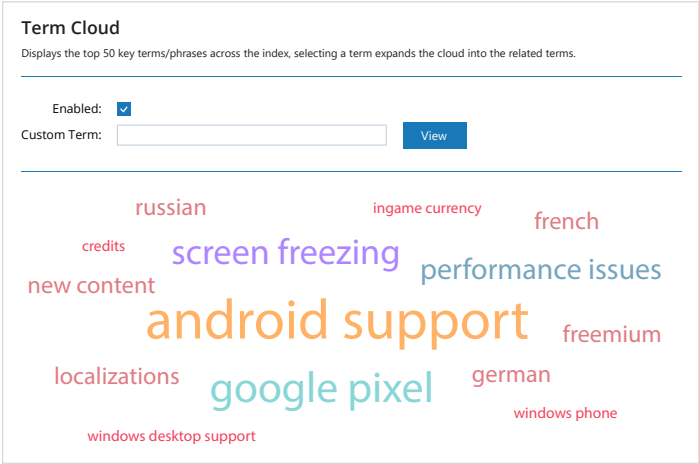 Term Cloud
Displays the top 50 key terms/phrases across the index, selecting a term expands the cloud into the related terms.
Enabled:
Custom Term:
View
russian
ingame currency
french
credits
screen freezing
performance issues
new content
android support
freemium
localizations
google pixel
german
windows phone
windows desktop support